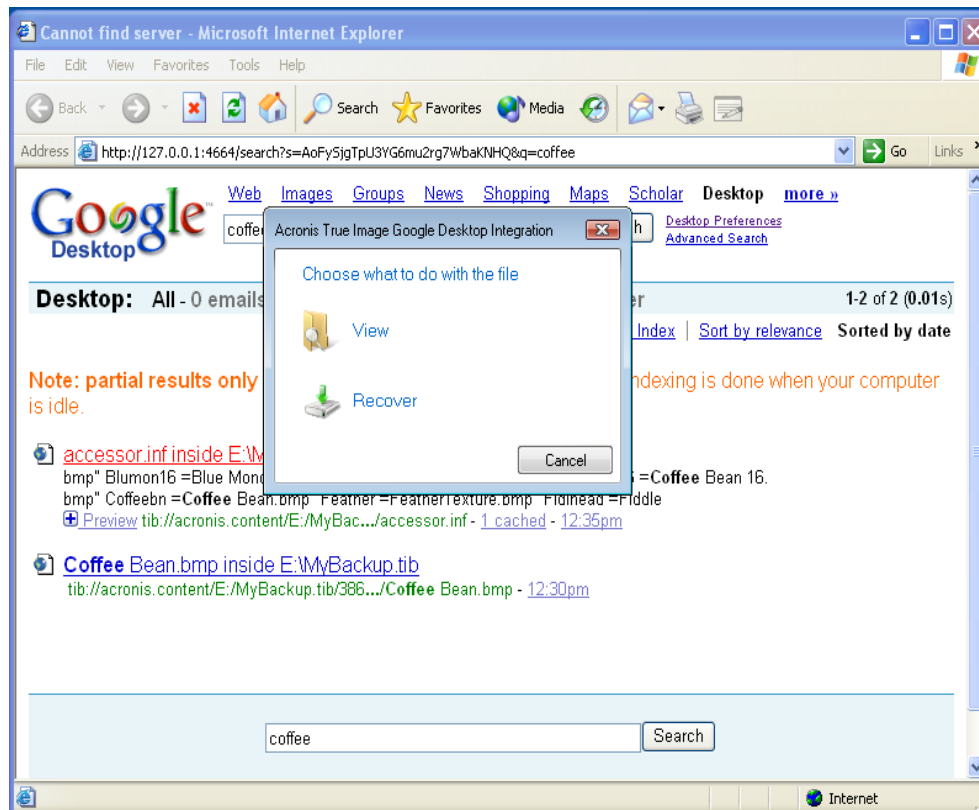 Cannot find server - Microsoft Internet Explorer
File Edit View Favorites Tools Help
Back Search Favorites Media
Address http://127.0.0.1:4664/search?s=AoFySjgTpU3YG6mu2rg7WbaKNHQ&q=coffee Go Links
Google Desktop
Web Images Groups News Shopping Maps Scholar Desktop more »
Desktop Preferences
Advanced Search
Acronis True Image Google Desktop Integration
Choose what to do with the file
View
Recover
Cancel
Desktop: All - 0 emails 1-2 of 2 (0.01s)
Index | Sort by relevance Sorted by date
Note: partial results only ndexing is done when your computer
is idle.
accessor.inf inside E:\M
bmp" Blumon16 =Blue Mon =Coffee Bean 16.
bmp" Coffeebn =Coffee Bean.bmp" Feather =FeatherTexture.bmp" Fidlhead =Fiddle
Preview tib://acronis.content/E:/MyBac.../accessor.inf - 1 cached - 12:35pm
Coffee Bean.bmp inside E:\MyBackup.tib
tib://acronis.content/E:/MyBackup.tib/386.../Coffee Bean.bmp - 12:30pm
coffee Search
Internet